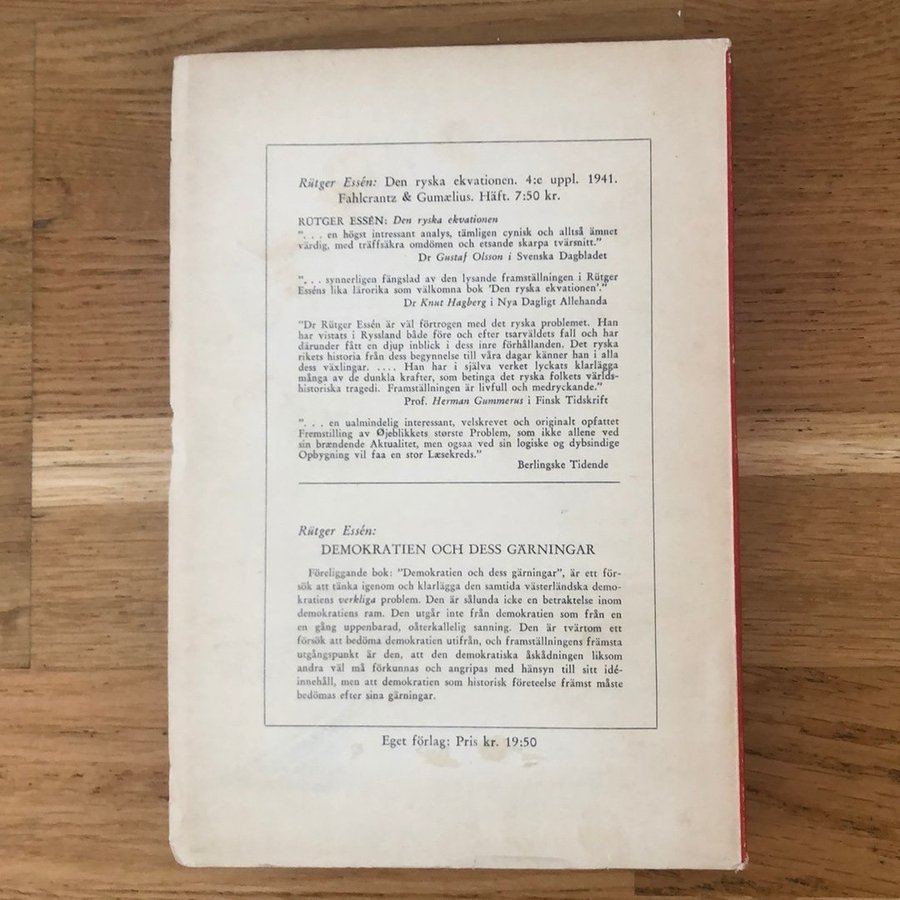 Rütger Essén: Den ryska ekvationen. 4:e uppl. 1941.
Fahlcrantz & Gumælius. Häft. 7:50 kr.
RÜTGER ESSÉN: Den ryska ekvationen
". . . en högst intressant analys, tämligen cynisk och alltså ämnet
värdig, med träffsäkra omdömen och etsande skarpa tvärsnitt."
Dr Gustaf Olsson i Svenska Dagbladet
". . . synnerligen fängslad av den lysande framställningen i Rütger
Esséns lika lärorika som välkomna bok 'Den ryska ekvationen'."
Dr Knut Hagberg i Nya Dagligt Allehanda
"Dr Rütger Essén är väl förtrogen med det ryska problemet. Han
har vistats i Ryssland både före och efter tsarväldets fall och har
därunder fått en djup inblick i dess inre förhållanden. Det ryska
rikets historia från dess begynnelse till våra dagar känner han i alla
dess växlingar. .... Han har i själva verket lyckats klarlägga
många av de dunkla krafter, som betinga det ryska folkets världs-
historiska tragedi. Framställningen är livfull och medryckande."
Prof. Herman Gummerus i Finsk Tidskrift
". . . en ualmindelig interessant, velskrevet och originalt opfattet
Fremstilling av Øjeblikkets største Problem, som ikke allene ved
sin brændende Aktualitet, men ogsaa ved sin logiske og dybsindige
Opbygning vil faa en stor Læsekreds."
Berlingske Tidende
Rütger Essén:
DEMOKRATIEN OCH DESS GÄRNINGAR
Föreliggande bok: "Demokratien och dess gärningar", är ett för-
sök att tänka igenom och klarlägga den samtida västerländska demo-
kratiens verkliga problem. Den är sålunda icke en betraktelse inom
demokratiens ram. Den utgår inte från demokratien som från en
en gång uppenbarad, oåterkallelig sanning. Den är tvärtom ett
försök att bedöma demokratien utifrån, och framställningens främsta
utgångspunkt är den, att den demokratiska åskådningen liksom
andra väl må förkunnas och angripas med hänsyn till sitt idé-
innehåll, men att demokratien som historisk företeelse främst måste
bedömas efter sina gärningar.
Eget förlag: Pris kr. 19:50